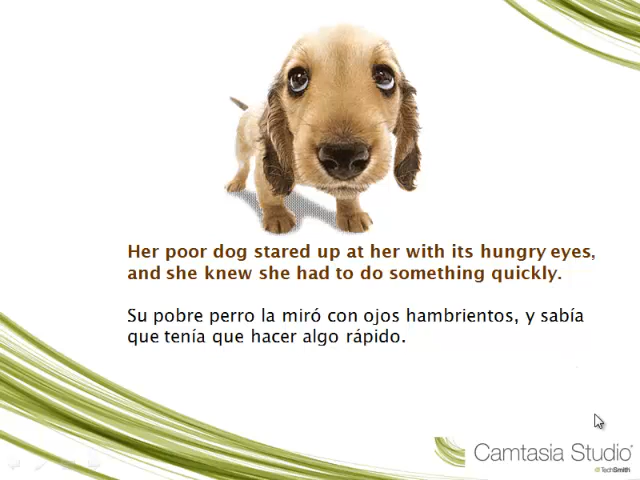 Her poor dog stared up at her with its hungry eyes,
and she knew she had to do something quickly.
Su pobre perro la miró con ojos hambrientos, y sabía
que tenía que hacer algo rápido.
Camtasia Studio
TechSmith